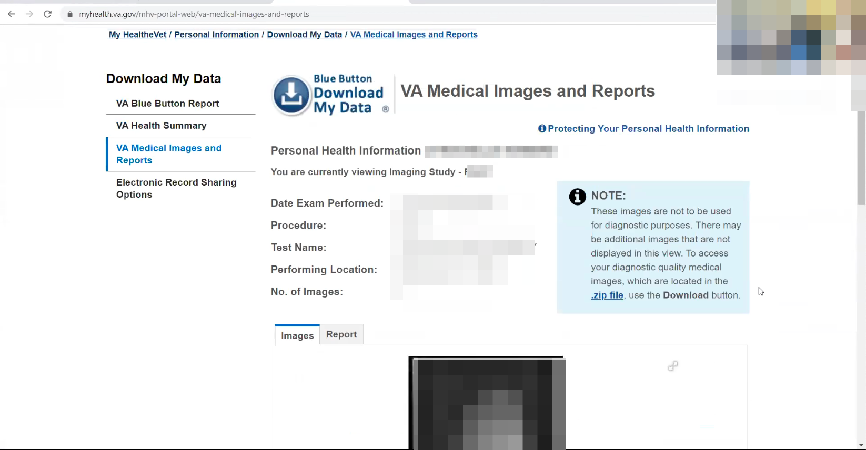 myhealth.va.gov/mhv-portal-web/va-medical-images-and-reports
My HealtheVet / Personal Information / Download My Data / VA Medical Images and Reports
Download My Data
VA Blue Button Report
VA Health Summary
VA Medical Images and
Reports
Electronic Record Sharing
Options
Blue Button
Download
My Data ®
VA Medical Images and Reports
Protecting Your Personal Health Information
Personal Health Information
You are currently viewing Imaging Study -
Date Exam Performed:
Procedure:
Test Name:
Performing Location:
No. of Images:
NOTE:
These images are not to be used
for diagnostic purposes. There may
be additional images that are not
displayed in this view. To access
your diagnostic quality medical
images, which are located in the
.zip file, use the Download button.
Images
Report